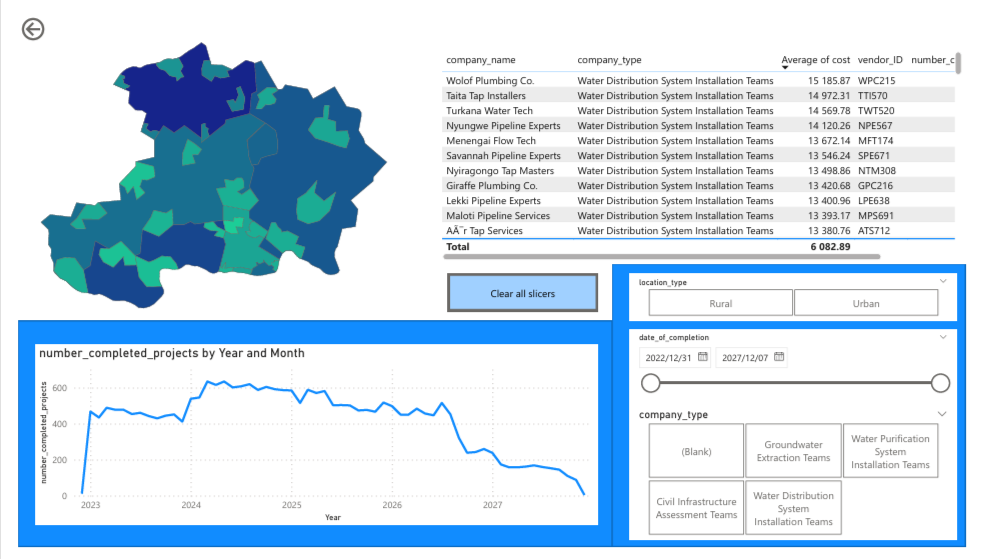 company_name company_type Average of cost vendor_ID number_c
Wolof Plumbing Co. Water Distribution System Installation Teams 15 185.87 WPC215
Taita Tap Installers Water Distribution System Installation Teams 14 972.31 TTI570
Turkana Water Tech Water Distribution System Installation Teams 14 569.78 TWT520
Nyungwe Pipeline Experts Water Distribution System Installation Teams 14 120.26 NPE567
Menengai Flow Tech Water Distribution System Installation Teams 13 672.14 MFT174
Savannah Pipeline Experts Water Distribution System Installation Teams 13 546.24 SPE671
Nyiragongo Tap Masters Water Distribution System Installation Teams 13 498.86 NTM308
Giraffe Plumbing Co. Water Distribution System Installation Teams 13 420.68 GPC216
Lekki Pipeline Experts Water Distribution System Installation Teams 13 400.96 LPE638
Maloti Pipeline Services Water Distribution System Installation Teams 13 393.17 MPS691
AÃ¯r Tap Services Water Distribution System Installation Teams 13 380.76 ATS712
Total 6 082.89
Clear all slicers
location_type
Rural Urban
date_of_completion
2022/12/31 2027/12/07
company_type
(Blank)
Groundwater
Extraction Teams
Water Purification
System
Installation Teams
Civil Infrastructure
Assessment Teams
Water Distribution
System
Installation Teams
number_completed_projects by Year and Month
number_completed_projects
600
400
200
0
2023 2024 2025 2026 2027
Year